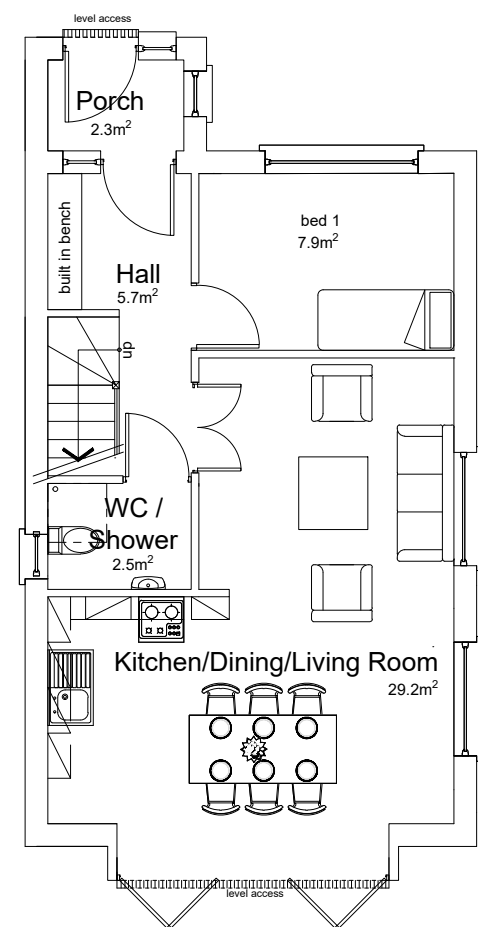 level access
Porch
2.3m²
built in bench
bed 1
7.9m²
Hall
5.7m²
up
WC /
Shower
2.5m²
Kitchen/Dining/Living Room
29.2m²
level access